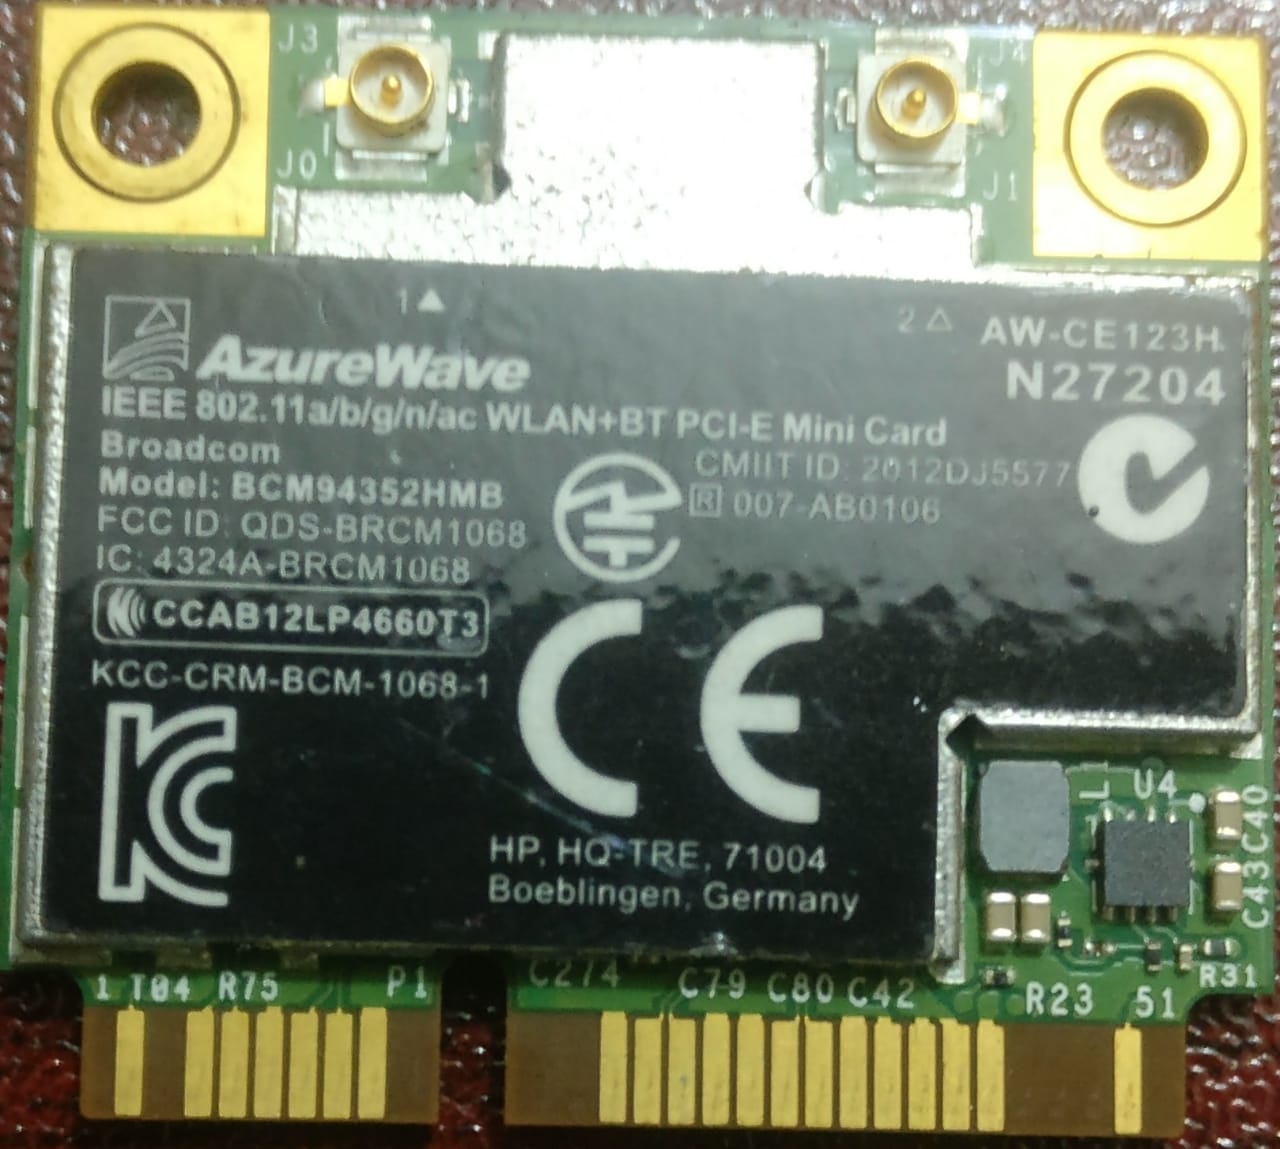 J3
J4
J0
J1
1
2
AW-CE123H
AzureWave
N27204
IEEE 802.11a/b/g/n/ac WLAN+BT PCI-E Mini Card
Broadcom
CMIIT ID: 2012DJ5577
Model: BCM94352HMB
R 007-AB0106
FCC ID: QDS-BRCM1068
IC: 4324A-BRCM1068
CCAB12LP4660T3
KCC-CRM-BCM-1068-1
CE
KC
HP, HQ-TRE, 71004
Boeblingen, Germany
L1 U4
C40
C43
1 T04 R75 P1 C274 C79 C80 C42 R23 51 R31